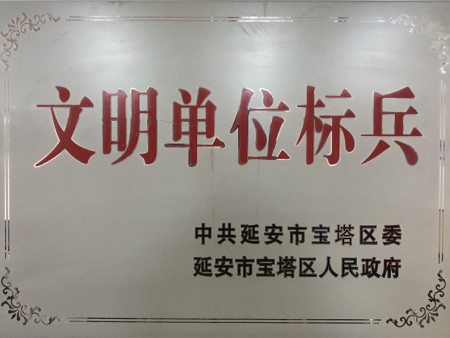 文明单位标兵
中共延安市宝塔区委
延安市宝塔区人民政府